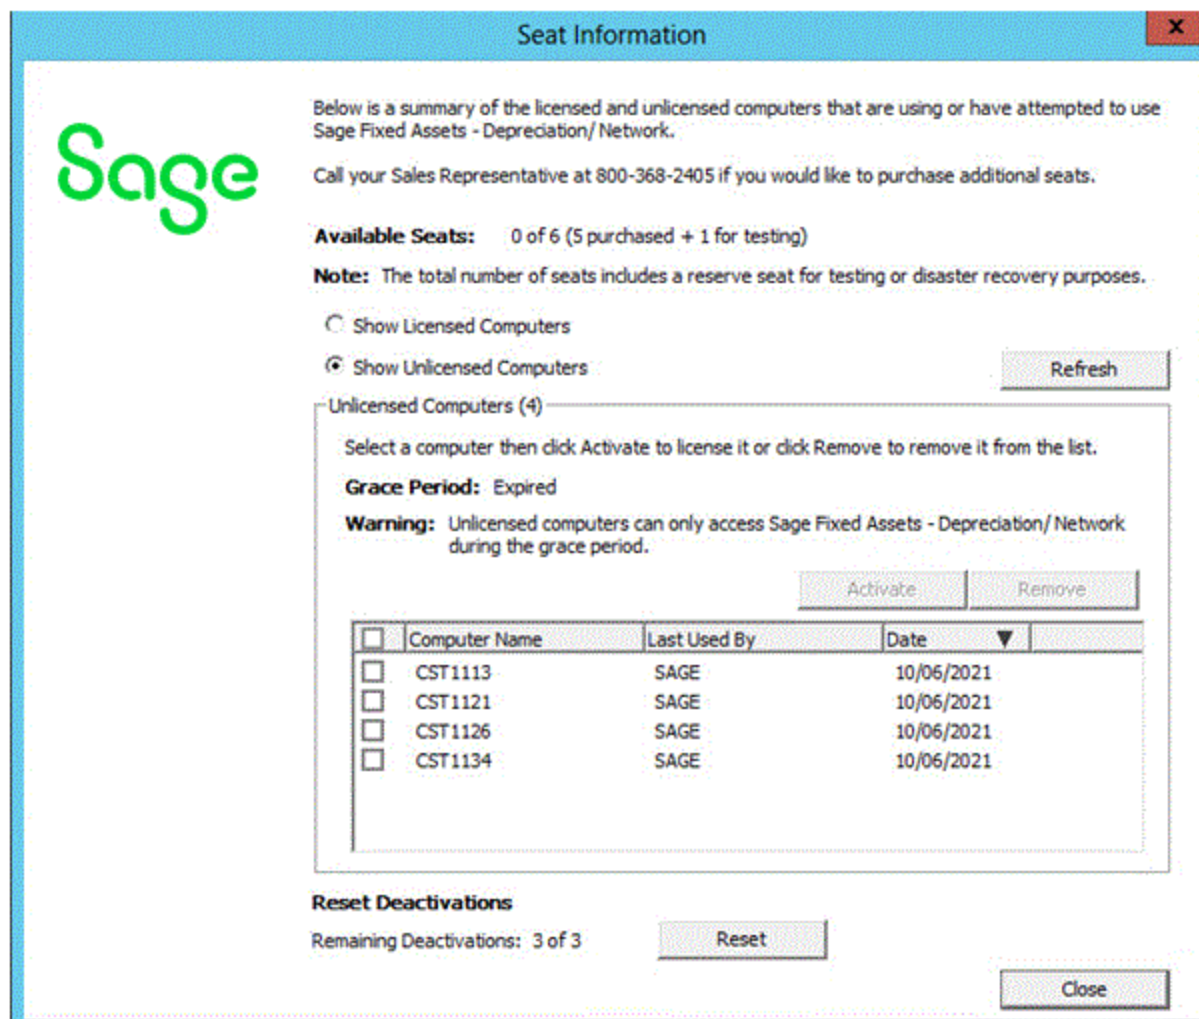 Seat Information
x
Sage
Below is a summary of the licensed and unlicensed computers that are using or have attempted to use
Sage Fixed Assets - Depreciation/ Network.
Call your Sales Representative at 800-368-2405 if you would like to purchase additional seats.
Available Seats: 0 of 6 (5 purchased + 1 for testing)
Note: The total number of seats includes a reserve seat for testing or disaster recovery purposes.
Show Licensed Computers
Show Unlicensed Computers
Refresh
Unlicensed Computers (4)
Select a computer then click Activate to license it or click Remove to remove it from the list.
Grace Period: Expired
Warning: Unlicensed computers can only access Sage Fixed Assets - Depreciation/ Network
during the grace period.
Activate Remove
Computer Name Last Used By Date
CST1113 SAGE 10/06/2021
CST1121 SAGE 10/06/2021
CST1126 SAGE 10/06/2021
CST1134 SAGE 10/06/2021
Reset Deactivations
Remaining Deactivations: 3 of 3 Reset
Close